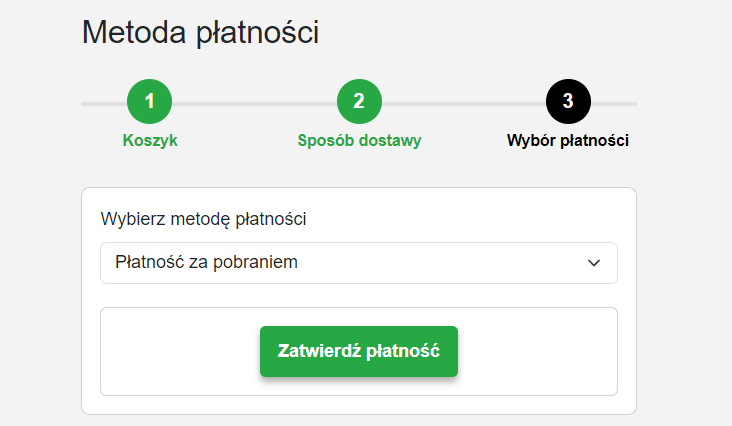 Metoda płatności
1 2 3
Koszyk Sposób dostawy Wybór płatności
Wybierz metodę płatności
Płatność za pobraniem
Zatwierdź płatność